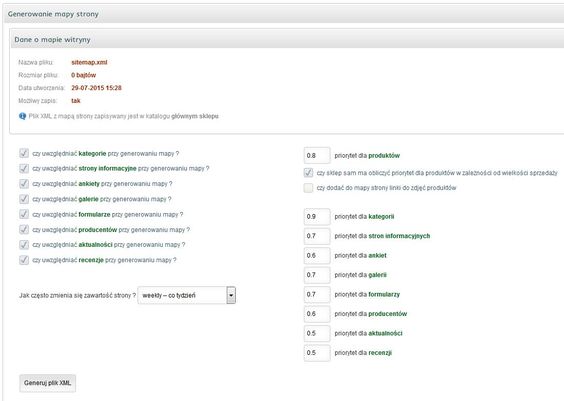 Generowanie mapy strony
Dane o mapie witryny
Nazwa pliku: sitemap.xml
Rozmiar pliku: 0 bajtów
Data utworzenia: 29-07-2015 15:28
Możliwy zapis: tak
Plik XML z mapą strony zapisywany jest w katalogu głównym sklepu
czy uwzględniać kategorie przy generowaniu mapy ?
czy uwzględniać strony informacyjne przy generowaniu mapy ?
czy uwzględniać ankiety przy generowaniu mapy ?
czy uwzględniać galerie przy generowaniu mapy ?
czy uwzględniać formularze przy generowaniu mapy ?
czy uwzględniać producentów przy generowaniu mapy ?
czy uwzględniać aktualności przy generowaniu mapy ?
czy uwzględniać recenzje przy generowaniu mapy ?
Jak często zmienia się zawartość strony ? weekly – co tydzień
0.8 priorytet dla produktów
czy sklep sam ma obliczyć priorytet dla produktów w zależności od wielkości sprzedaży
czy dodać do mapy strony linki do zdjęć produktów
0.9 priorytet dla kategorii
0.7 priorytet dla stron informacyjnych
0.6 priorytet dla ankiet
0.7 priorytet dla galerii
0.7 priorytet dla formularzy
0.6 priorytet dla producentów
0.5 priorytet dla aktualności
0.5 priorytet dla recenzji
Generuj plik XML